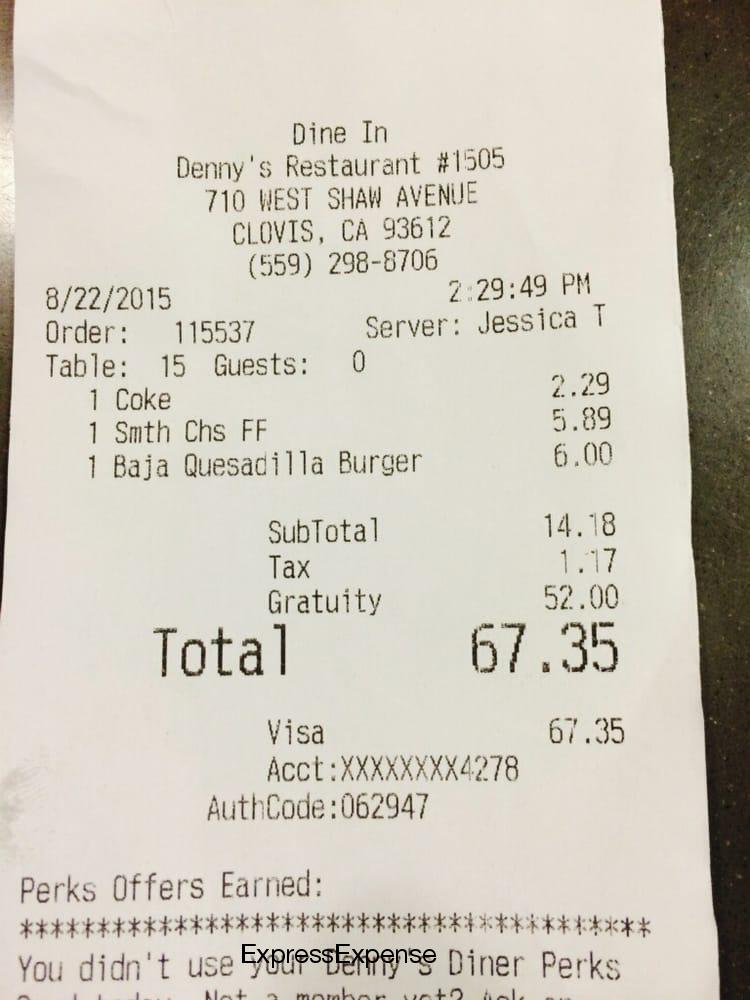 Dine In
Denny's Restaurant #1505
710 WEST SHAW AVENUE
CLOVIS, CA 93612
(559) 298-8706
8/22/2015 2:29:49 PM
Order: 115537 Server: Jessica T
Table: 15 Guests: 0
1 Coke 2.29
1 Smth Chs FF 5.89
1 Baja Quesadilla Burger 6.00
SubTotal 14.18
Tax 1.17
Gratuity 52.00
Total 67.35
Visa 67.35
Acct:XXXXXXXX4278
AuthCode:062947
Perks Offers Earned:
*****************************************
ExpressExpense
You didn't use your Denny's Diner Perks
today. Not a member yet? Ask